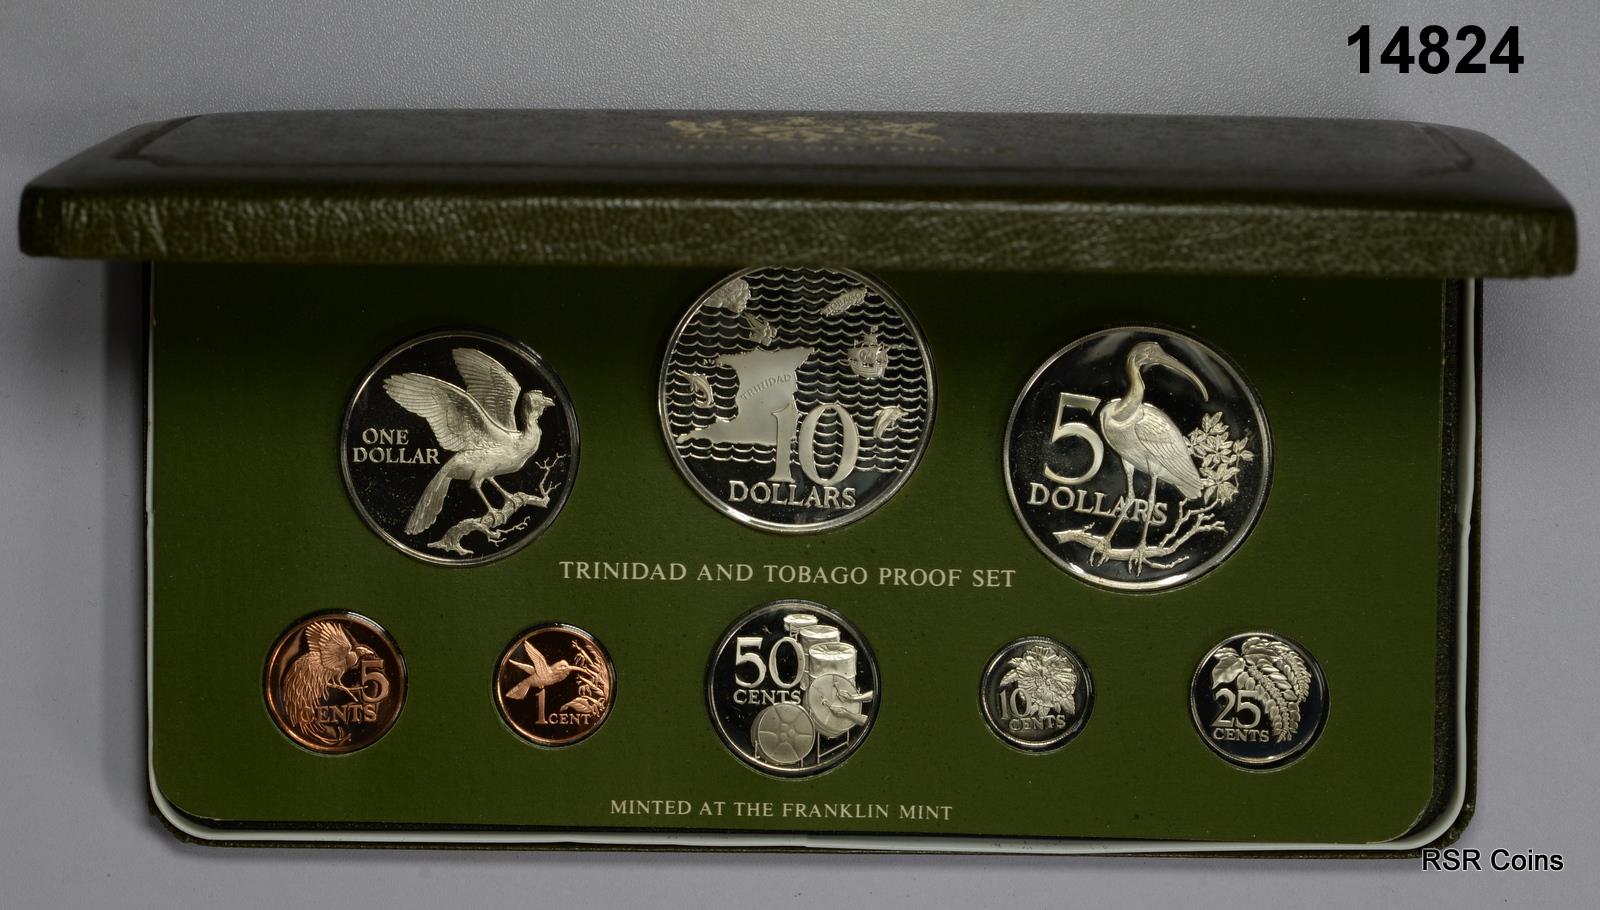 14824
TOBAGO
TRINIDAD
10
DOLLARS
ONE
DOLLAR
5
DOLLARS
TRINIDAD AND TOBAGO PROOF SET
5
CENTS
1 CENT
50
CENTS
10
CENTS
25
CENTS
MINTED AT THE FRANKLIN MINT
RSR Coins